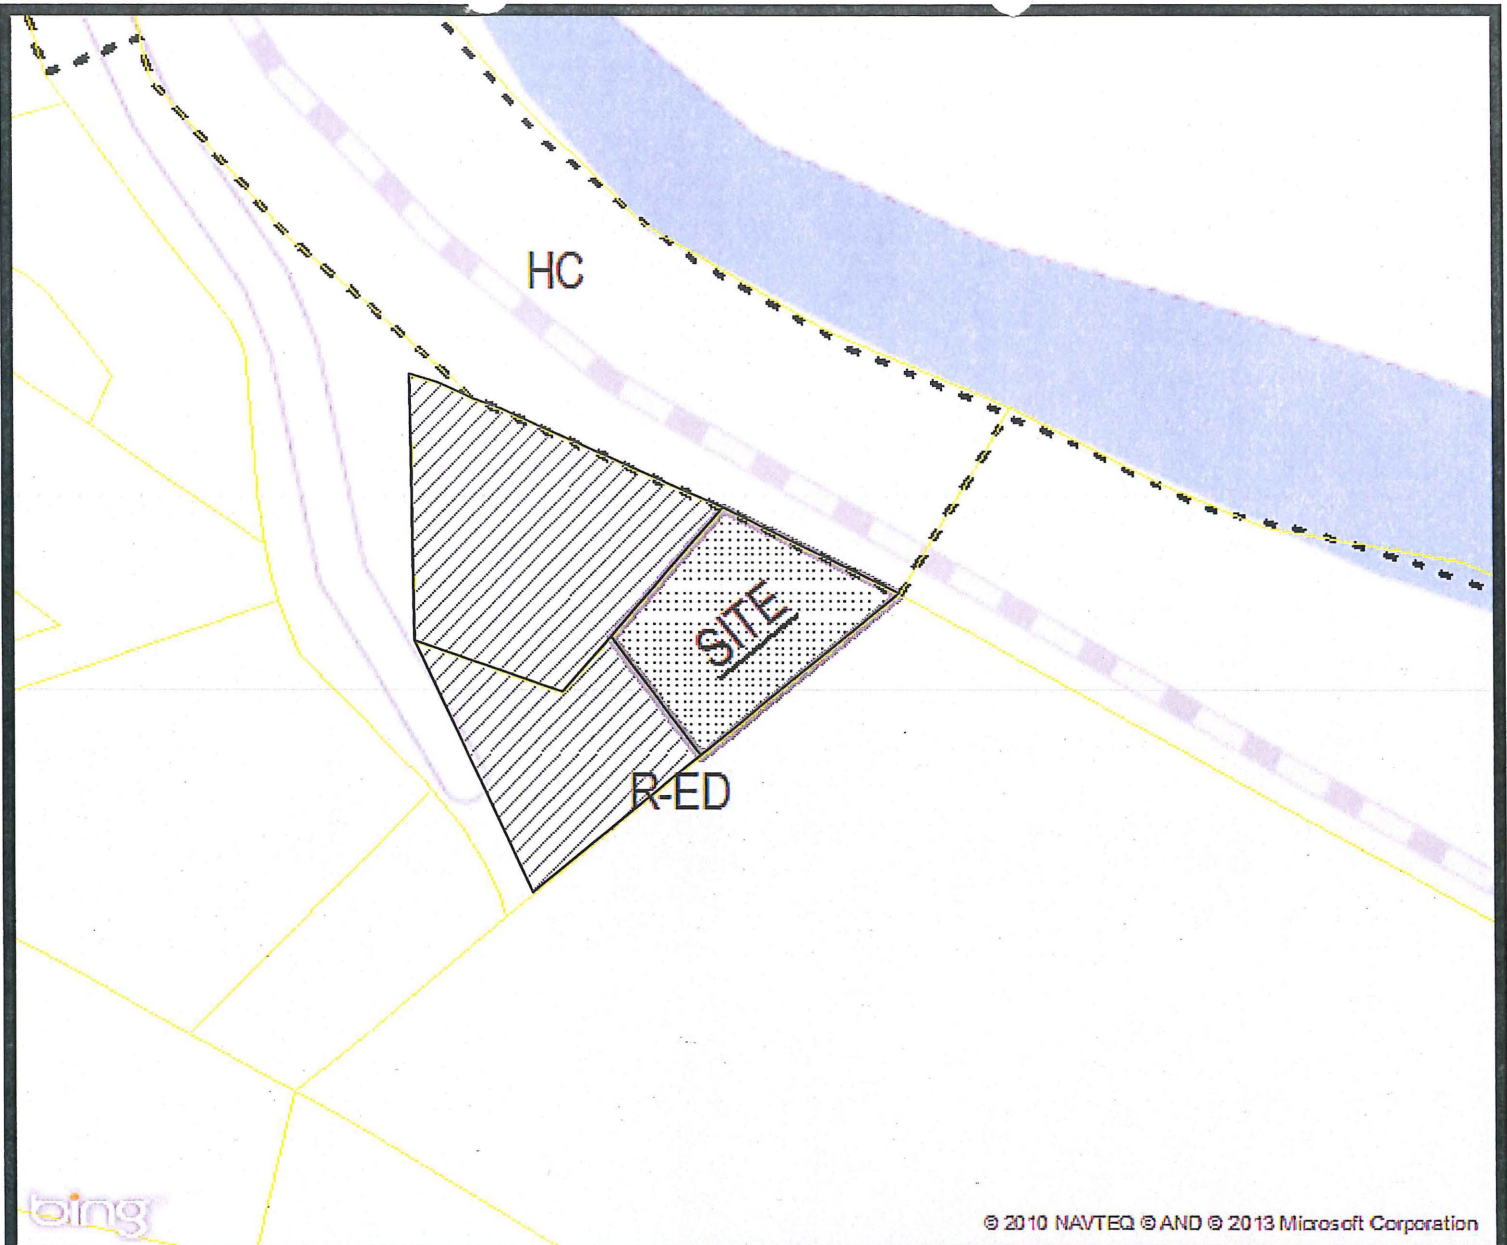 HC
SITE
R-ED
bing
© 2010 NAVTEQ © AND © 2013 Microsoft Corporation